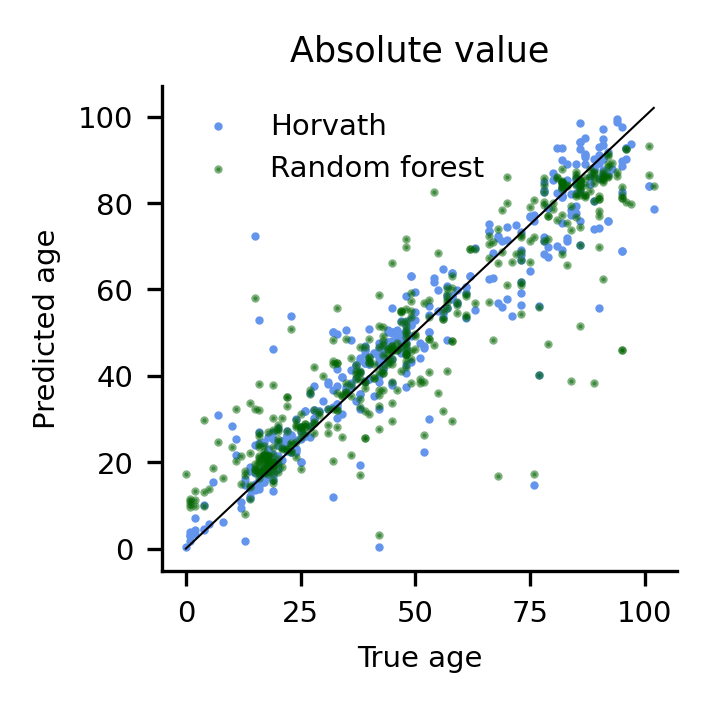 Absolute value
Horvath
Random forest
Predicted age
100
80
60
40
20
0
0 25 50 75 100
True age